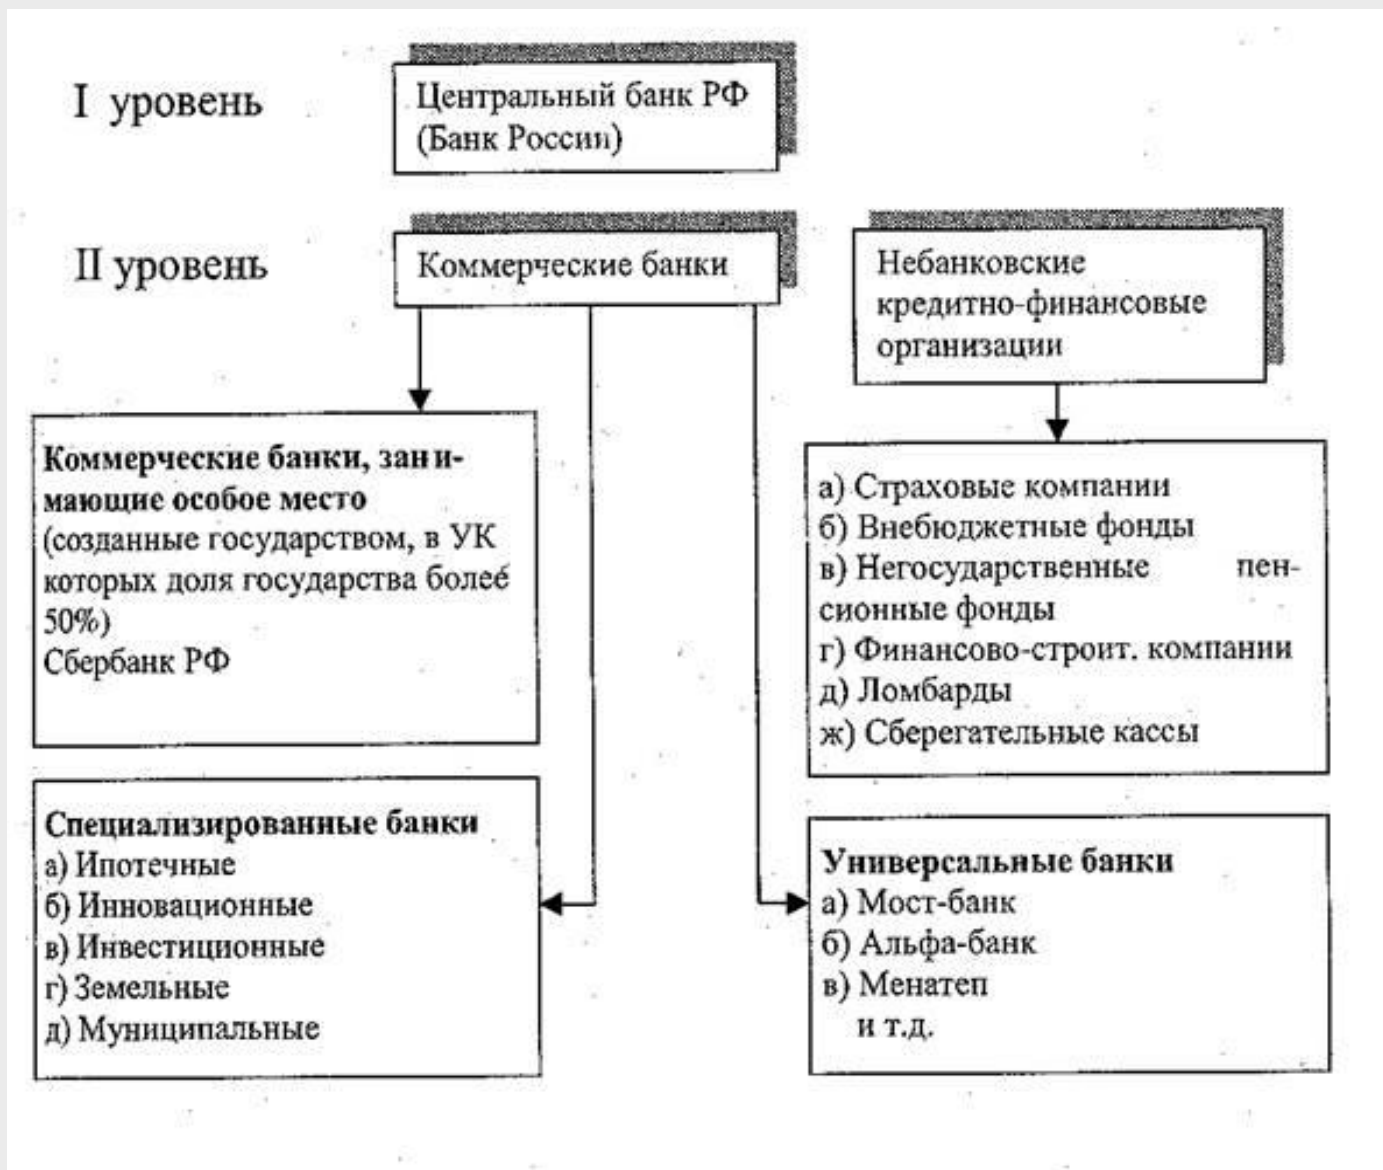 I уровень
Центральный банк РФ
(Банк России)
II уровень
Коммерческие банки
Небанковские
кредитно-финансовые
организации
Коммерческие банки, зани-
мающие особое место
(созданные государством, в УК
которых доля государства более
50%)
Сбербанк РФ
а) Страховые компании
б) Внебюджетные фонды
в) Негосударственные пен-
сионные фонды
г) Финансово-строит. компании
д) Ломбарды
ж) Сберегательные кассы
Специализированные банки
а) Ипотечные
б) Инновационные
в) Инвестиционные
г) Земельные
д) Муниципальные
Универсальные банки
а) Мост-банк
б) Альфа-банк
в) Менатеп
и т.д.